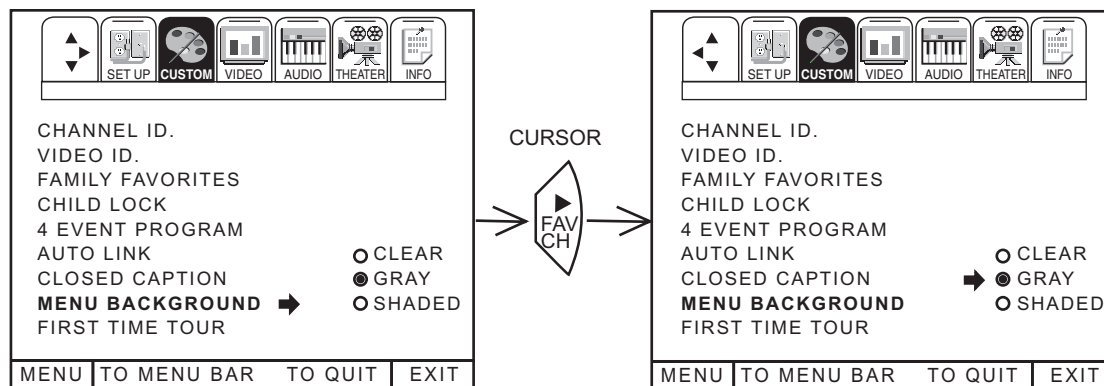 SET UP CUSTOM VIDEO AUDIO THEATER INFO
CHANNEL ID.
VIDEO ID.
FAMILY FAVORITES
CHILD LOCK
4 EVENT PROGRAM
AUTO LINK CLEAR
CLOSED CAPTION GRAY
MENU BACKGROUND SHADED
FIRST TIME TOUR
MENU TO MENU BAR TO QUIT EXIT
CURSOR
FAV
CH
SET UP CUSTOM VIDEO AUDIO THEATER INFO
CHANNEL ID.
VIDEO ID.
FAMILY FAVORITES
CHILD LOCK
4 EVENT PROGRAM
AUTO LINK CLEAR
CLOSED CAPTION GRAY
MENU BACKGROUND SHADED
FIRST TIME TOUR
MENU TO MENU BAR TO QUIT EXIT